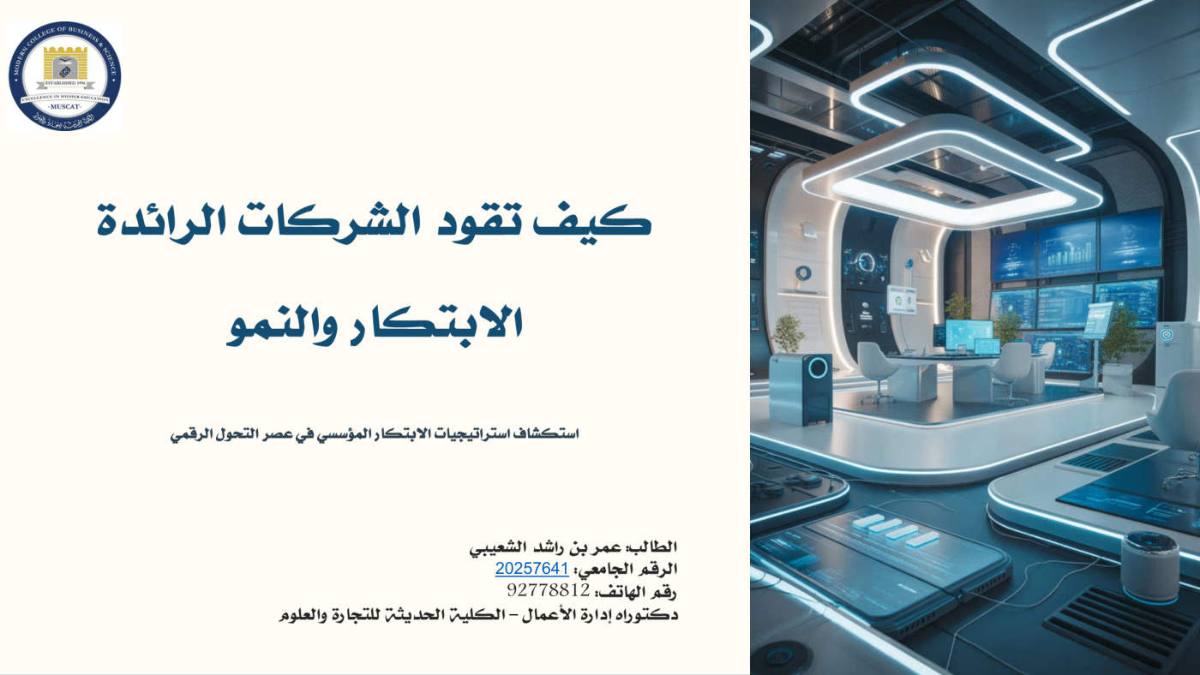 MODERN COLLEGE OF BUSINESS & SCIENCE
ESTABLISHED 1996
EXCELLENCE IN HIGHER EDUCATION
-MUSCAT-
كيف تقود الشركات الرائدة
الابتكار والنمو
استكشاف استراتيجيات الابتكار المؤسسي في عصر التحول الرقمي
الطالب: عمر بن راشد الشعيبي
الرقم الجامعي: 20257641
رقم الهاتف: 92778812
دكتوراه إدارة الأعمال – الكلية الحديثة للتجارة والعلوم